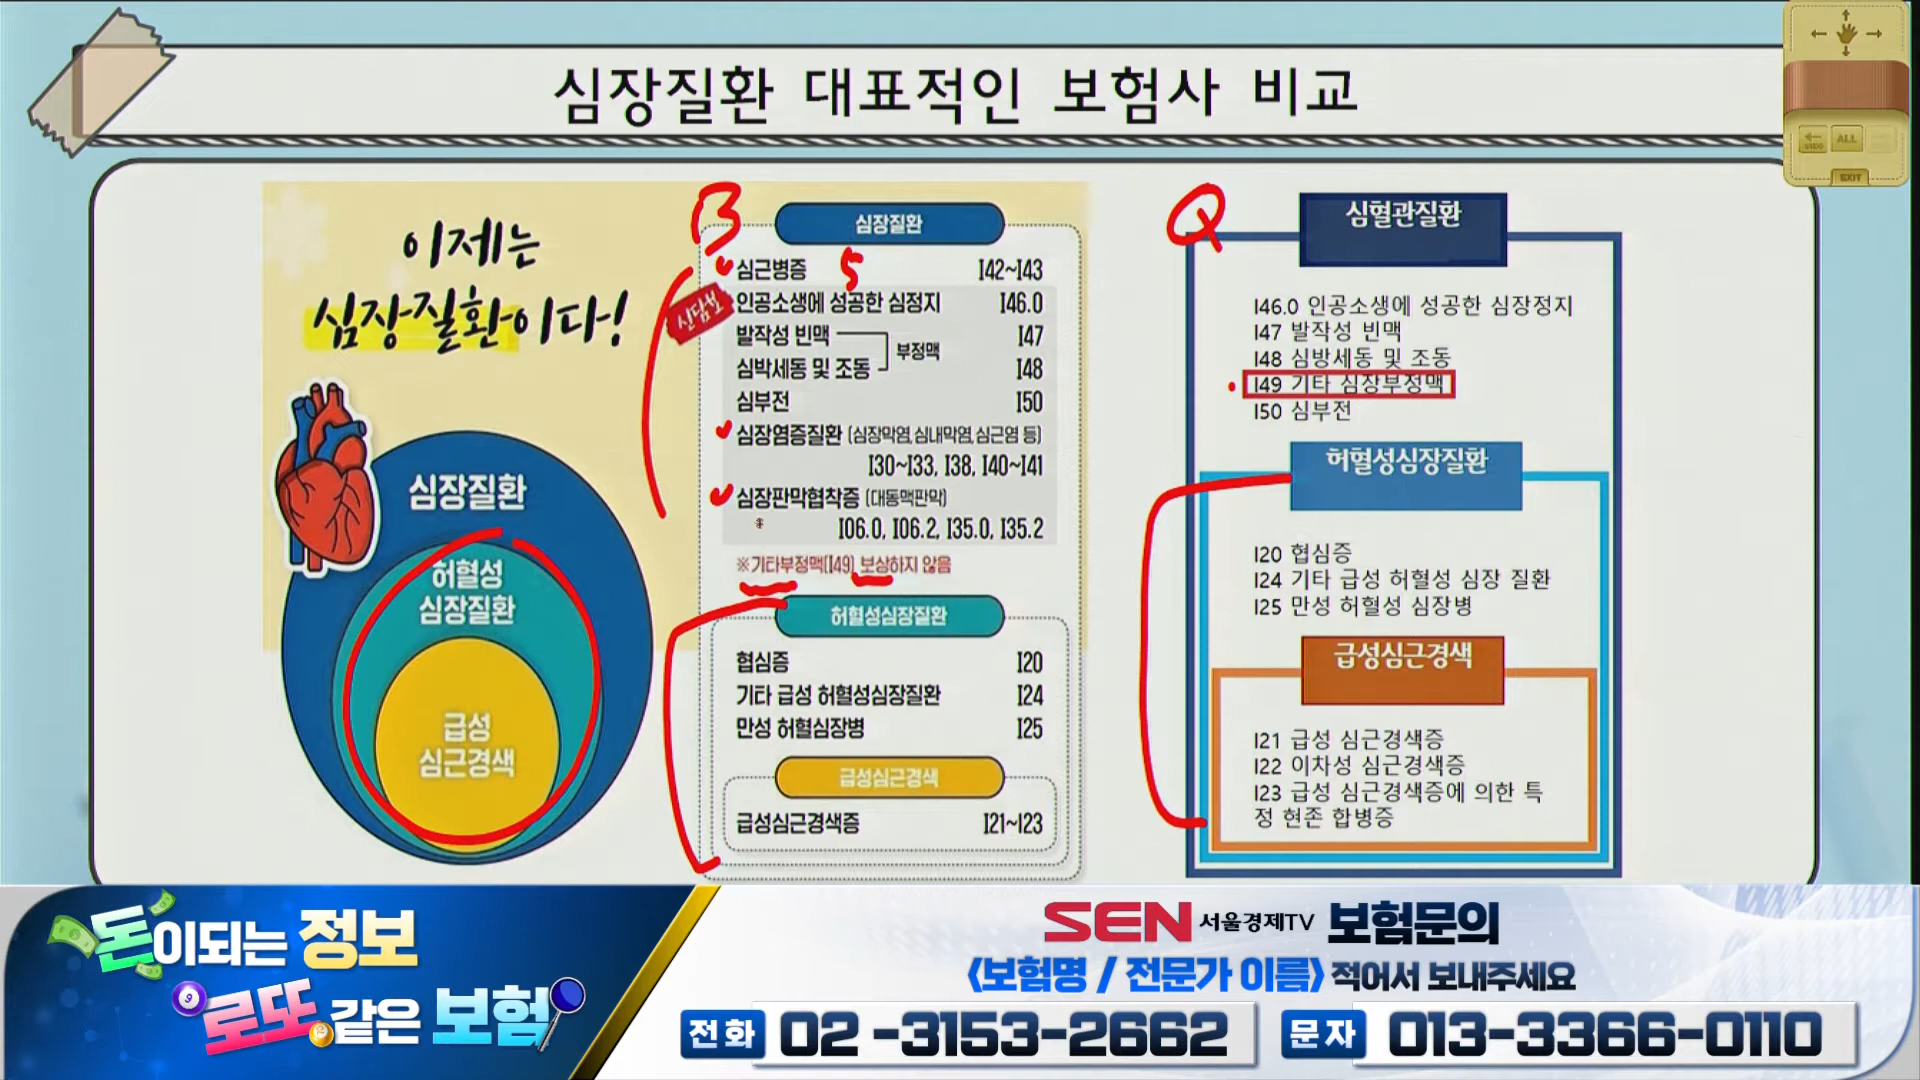 심장질환 대표적인 보험사 비교
ALL
EXIT
이제는
심장질환이다!
심장질환
허혈성
심장질환
급성
심근경색
B
심장질환
5
심근병증 I42~I43
신담보
인공소생에 성공한 심정지 I46.0
발작성 빈맥 I47
부정맥
심박세동 및 조동 I48
심부전 I50
심장염증질환 (심장막염,심내막염,심근염 등)
I30~I33, I38, I40~I41
심장판막협착증 (대동맥판막)
I06.0, I06.2, I35.0, I35.2
※기타부정맥(I49) 보상하지 않음
허혈성심장질환
협심증 I20
기타 급성 허혈성심장질환 I24
만성 허혈심장병 I25
급성심근경색
급성심근경색증 I21~I23
Q
심혈관질환
I46.0 인공소생에 성공한 심장정지
I47 발작성 빈맥
I48 심방세동 및 조동
I49 기타 심장부정맥
I50 심부전
허혈성심장질환
I20 협심증
I24 기타 급성 허혈성 심장 질환
I25 만성 허혈성 심장병
급성심근경색
I21 급성 심근경색증
I22 이차성 심근경색증
I23 급성 심근경색증에 의한 특
정 현존 합병증
돈이되는 정보
9
로또 같은 보험
SEN 서울경제TV 보험문의
<보험명 / 전문가 이름> 적어서 보내주세요
전화 02 -3153-2662
문자 013-3366-0110